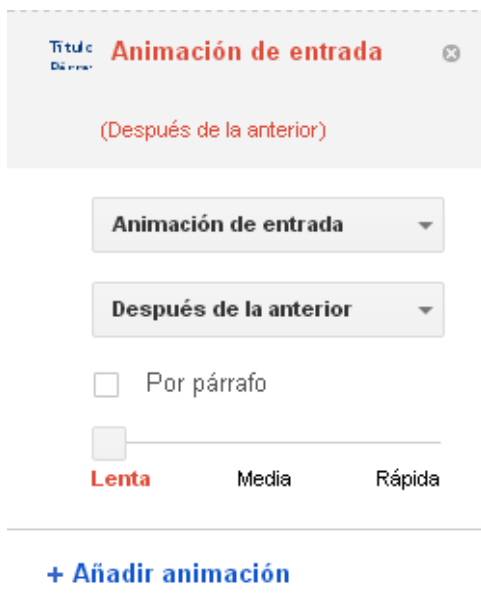 Título Animación de entrada
(Después de la anterior)
Animación de entrada
Después de la anterior
Por párrafo
Lenta Media Rápida
+ Añadir animación